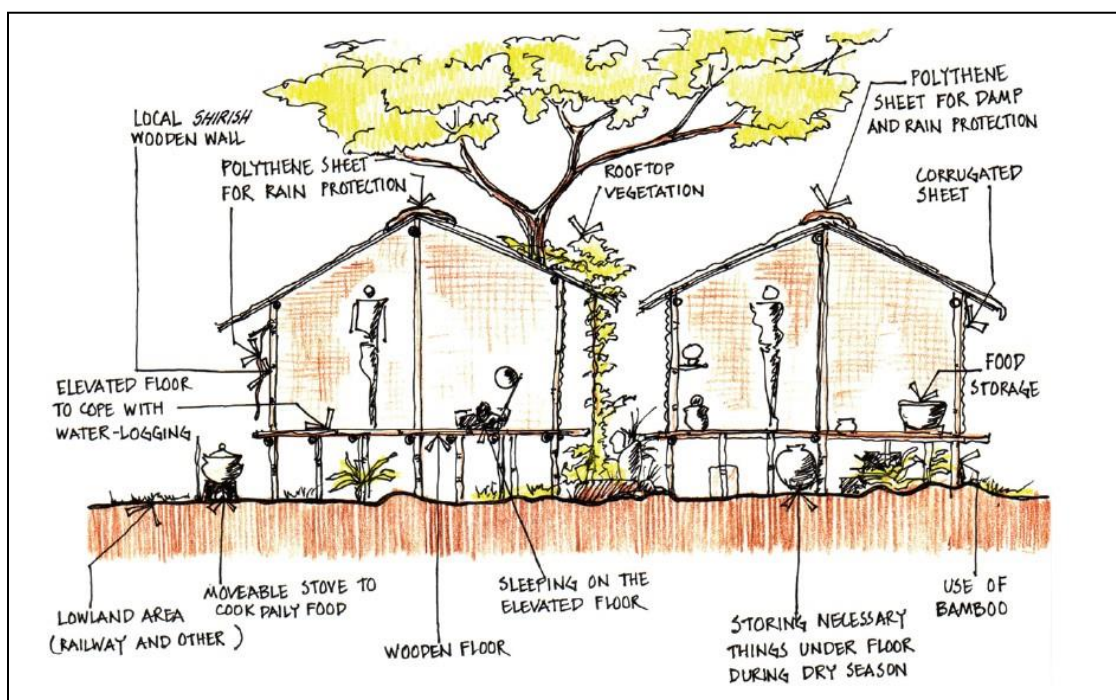 LOCAL SHIRISH
WOODEN WALL
POLYTHENE SHEET
FOR RAIN PROTECTION
ROOFTOP
VEGETATION
POLYTHENE
SHEET FOR DAMP
AND RAIN PROTECTION
CORRUGATED
SHEET
ELEVATED FLOOR
TO COPE WITH
WATER-LOGGING
FOOD
STORAGE
LOWLAND AREA
(RAILWAY AND OTHER)
MOVEABLE STOVE TO
COOK DAILY FOOD
WOODEN FLOOR
SLEEPING ON THE
ELEVATED FLOOR
STORING NECESSARY
THINGS UNDER FLOOR
DURING DRY SEASON
USE OF
BAMBOO